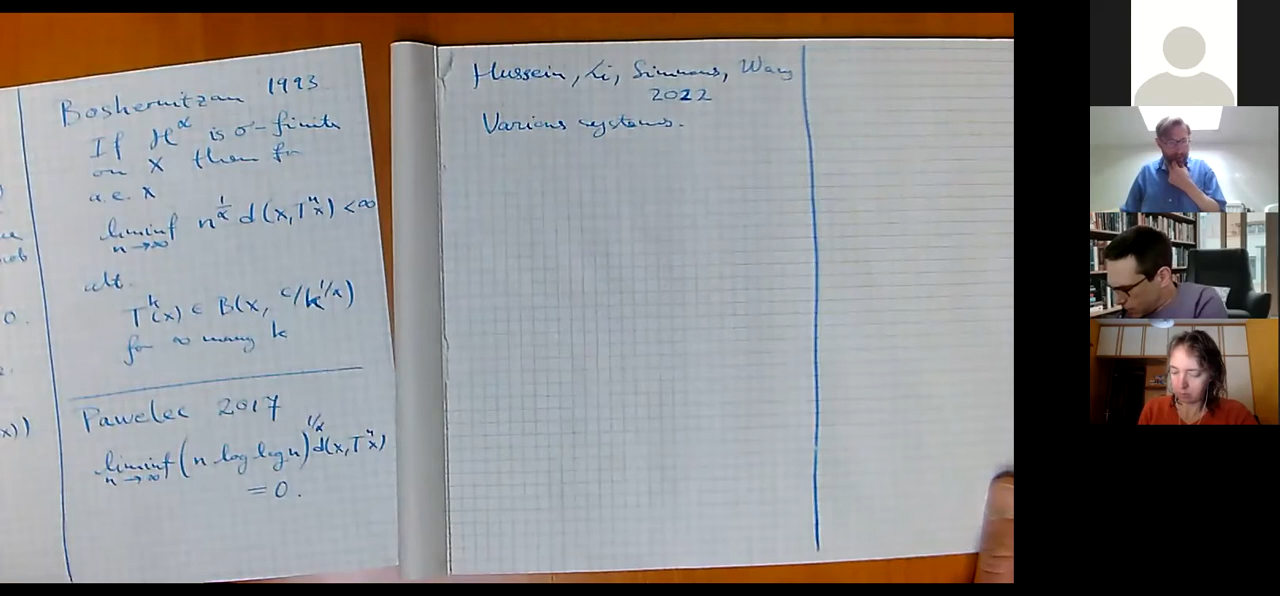 Boshernitzan 1993
If H^α is σ-finite
on X then for
a.e. x
liminf n^{1/α} d(x, T^n x) < ∞
n→∞
alt.
T^k(x) ∈ B(x, c/k^{1/α})
for ∞ many k
Pawelec 2017
liminf (n log log n)^{1/α} d(x, T^n x)
n→∞
= 0.
x))
o.
Hussein, Li, Simmons, Wang
2022
Various systems.